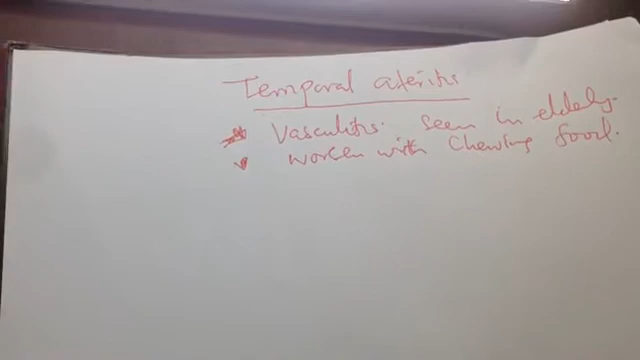 Temporal arteritis
Vasculitis. seen in elderly.
worsen with Chewing food.